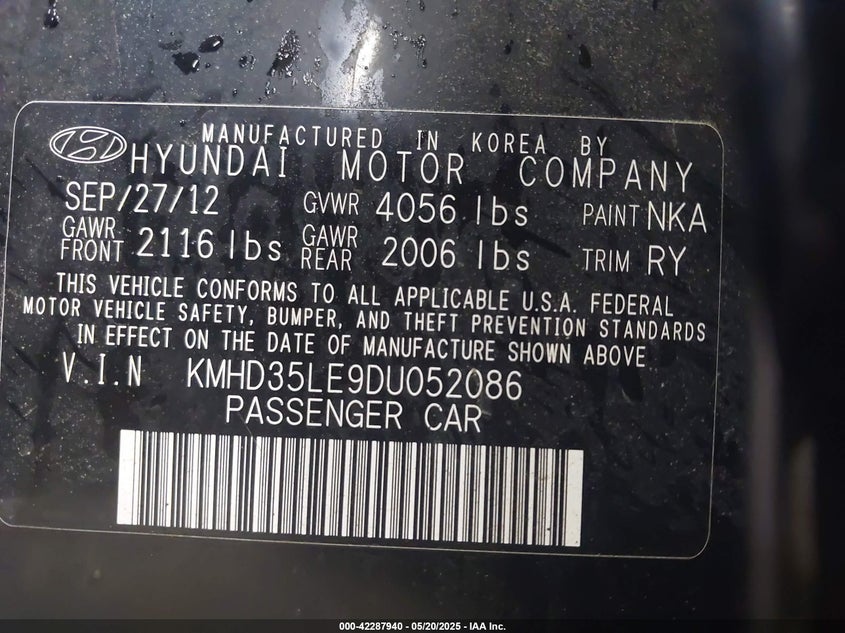 MANUFACTURED IN KOREA BY
HYUNDAI MOTOR COMPANY
SEP/27/12 GVWR 4056 lbs PAINT NKA
GAWR FRONT 2116 lbs GAWR REAR 2006 lbs TRIM RY
THIS VEHICLE CONFORMS TO ALL APPLICABLE U.S.A. FEDERAL
MOTOR VEHICLE SAFETY, BUMPER, AND THEFT PREVENTION STANDARDS
IN EFFECT ON THE DATE OF MANUFACTURE SHOWN ABOVE.
V.I.N KMHD35LE9DU052086
PASSENGER CAR
000-42287940 - 05/20/2025 - IAA Inc.